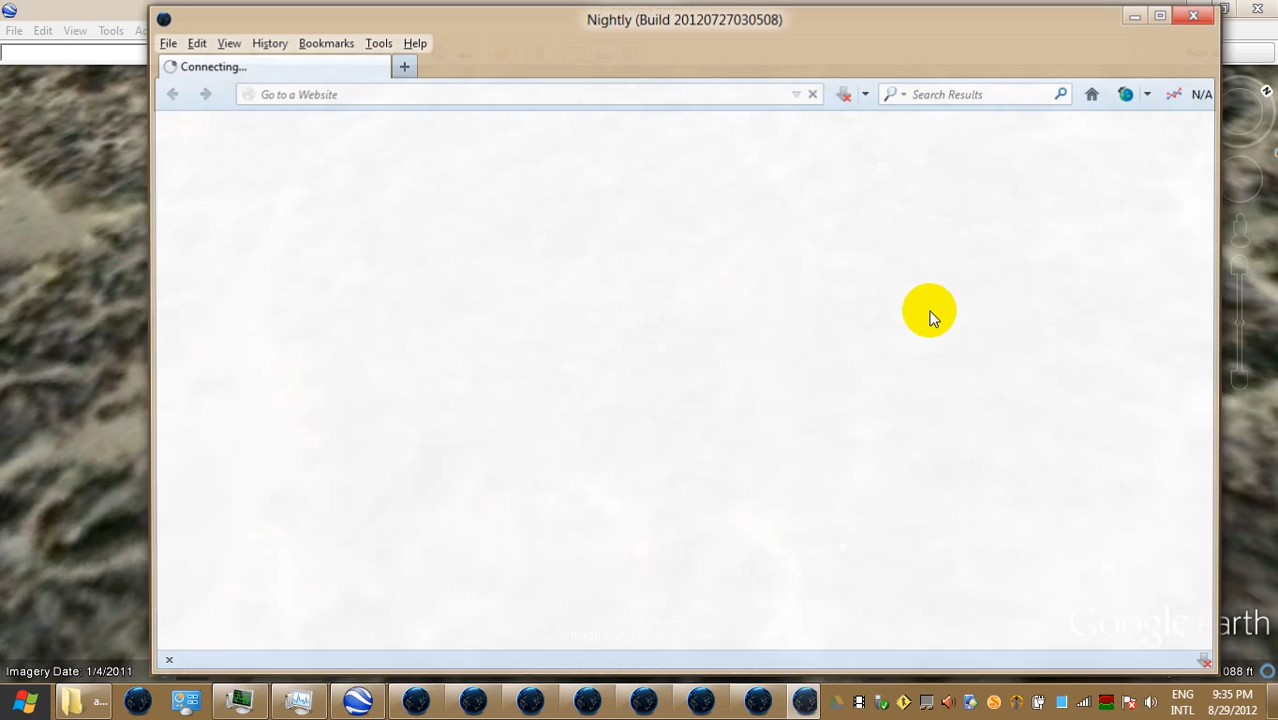 Nightly (Build 20120727030508)
File Edit View Tools
File Edit View History Bookmarks Tools Help
Connecting...
Go to a Website
Search Results
N/A
Google earth
Imagery Date: 1/4/2011
088 ft
a...
ENG
INTL
9:35 PM
8/29/2012